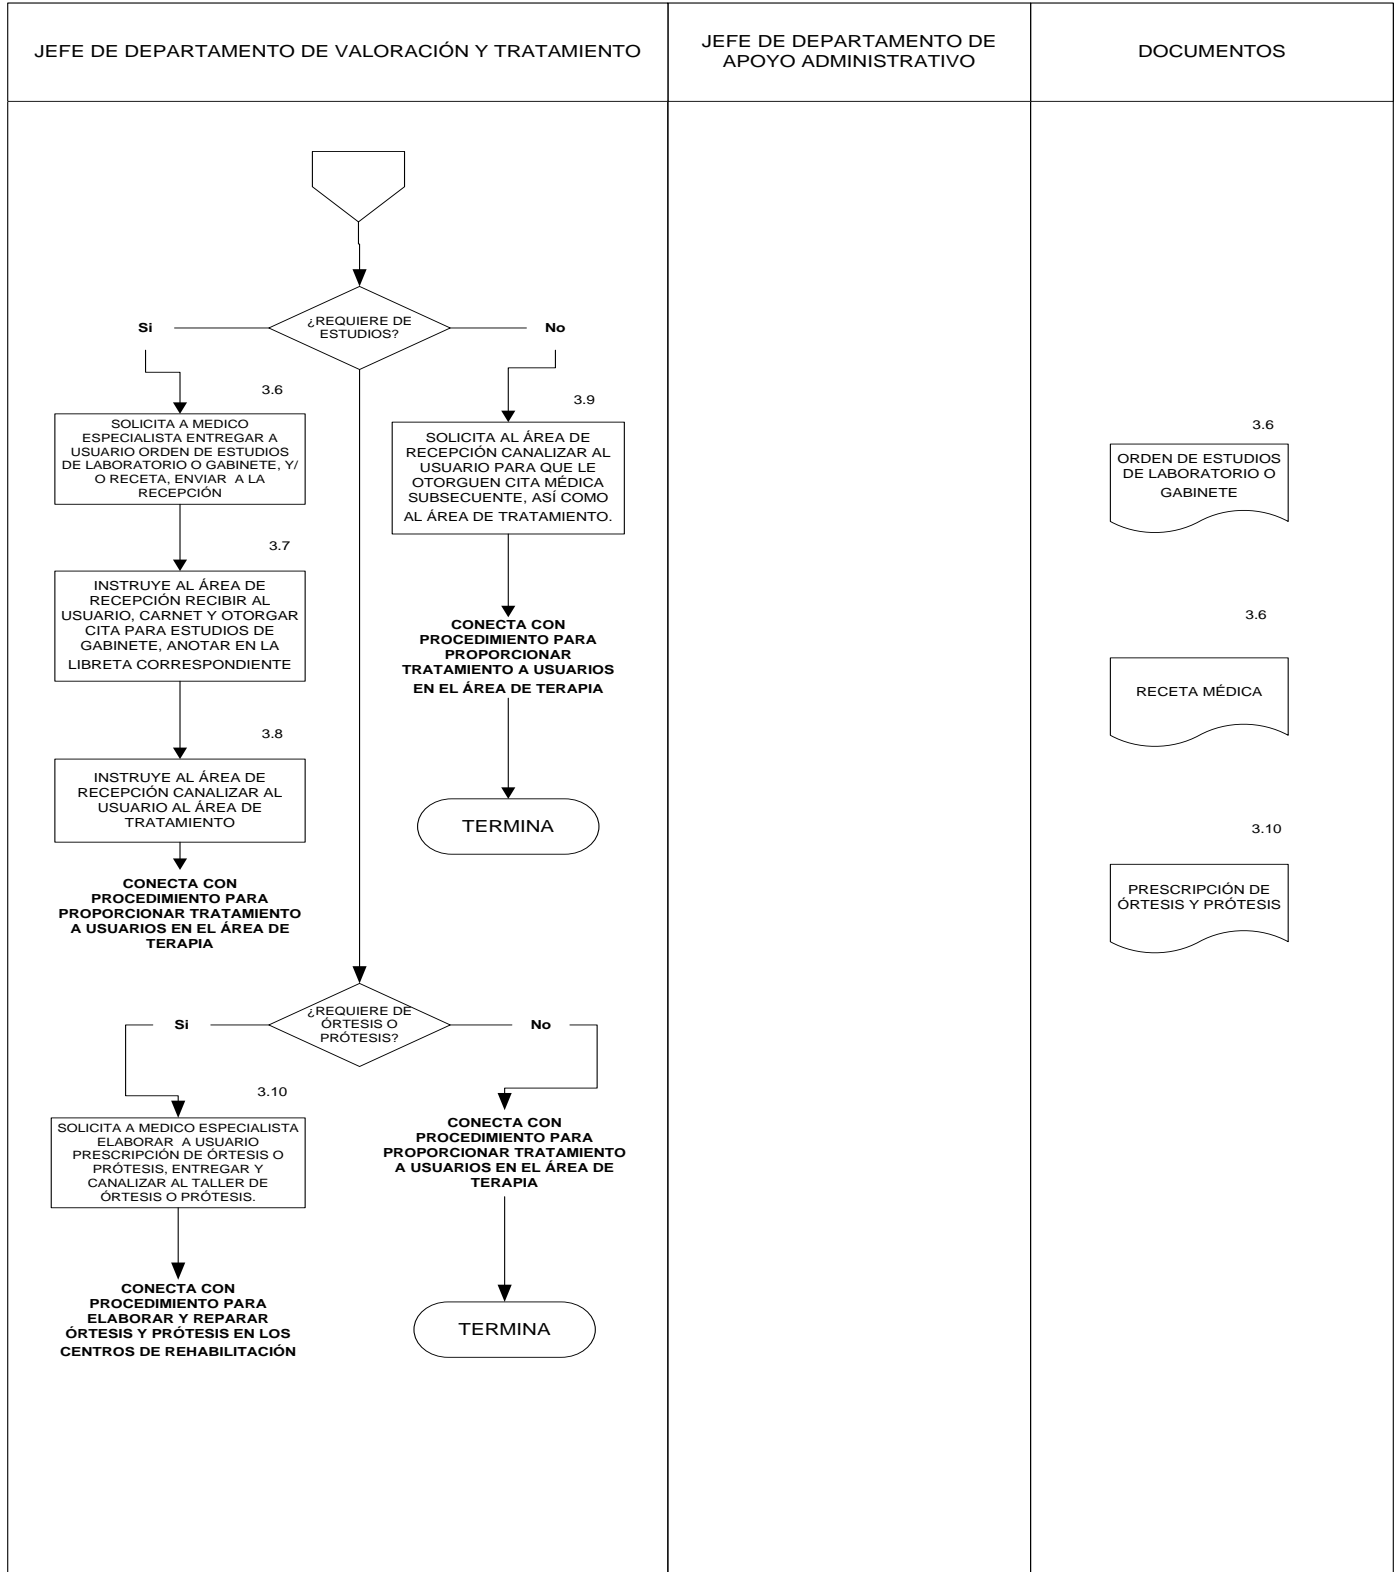 JEFE DE DEPARTAMENTO DE VALORACIÓN Y TRATAMIENTO
JEFE DE DEPARTAMENTO DE
APOYO ADMINISTRATIVO
DOCUMENTOS
¿REQUIERE DE
ESTUDIOS?
Si
No
3.6
SOLICITA A MEDICO
ESPECIALISTA ENTREGAR A
USUARIO ORDEN DE ESTUDIOS
DE LABORATORIO O GABINETE, Y/
O RECETA, ENVIAR A LA
RECEPCIÓN
3.7
INSTRUYE AL ÁREA DE
RECEPCIÓN RECIBIR AL
USUARIO, CARNET Y OTORGAR
CITA PARA ESTUDIOS DE
GABINETE, ANOTAR EN LA
LIBRETA CORRESPONDIENTE
3.8
INSTRUYE AL ÁREA DE
RECEPCIÓN CANALIZAR AL
USUARIO AL ÁREA DE
TRATAMIENTO
CONECTA CON
PROCEDIMIENTO PARA
PROPORCIONAR TRATAMIENTO
A USUARIOS EN EL ÁREA DE
TERAPIA
3.9
SOLICITA AL ÁREA DE
RECEPCIÓN CANALIZAR AL
USUARIO PARA QUE LE
OTORGUEN CITA MÉDICA
SUBSECUENTE, ASÍ COMO
AL ÁREA DE TRATAMIENTO.
CONECTA CON
PROCEDIMIENTO PARA
PROPORCIONAR
TRATAMIENTO A USUARIOS
EN EL ÁREA DE TERAPIA
TERMINA
¿REQUIERE DE
ÓRTESIS O
PRÓTESIS?
Si
No
3.10
SOLICITA A MEDICO ESPECIALISTA
ELABORAR A USUARIO
PRESCRIPCIÓN DE ÓRTESIS O
PRÓTESIS, ENTREGAR Y
CANALIZAR AL TALLER DE
ÓRTESIS O PRÓTESIS.
CONECTA CON
PROCEDIMIENTO PARA
ELABORAR Y REPARAR
ÓRTESIS Y PRÓTESIS EN LOS
CENTROS DE REHABILITACIÓN
CONECTA CON
PROCEDIMIENTO PARA
PROPORCIONAR TRATAMIENTO
A USUARIOS EN EL ÁREA DE
TERAPIA
TERMINA
3.6
ORDEN DE ESTUDIOS
DE LABORATORIO O
GABINETE
3.6
RECETA MÉDICA
3.10
PRESCRIPCIÓN DE
ÓRTESIS Y PRÓTESIS